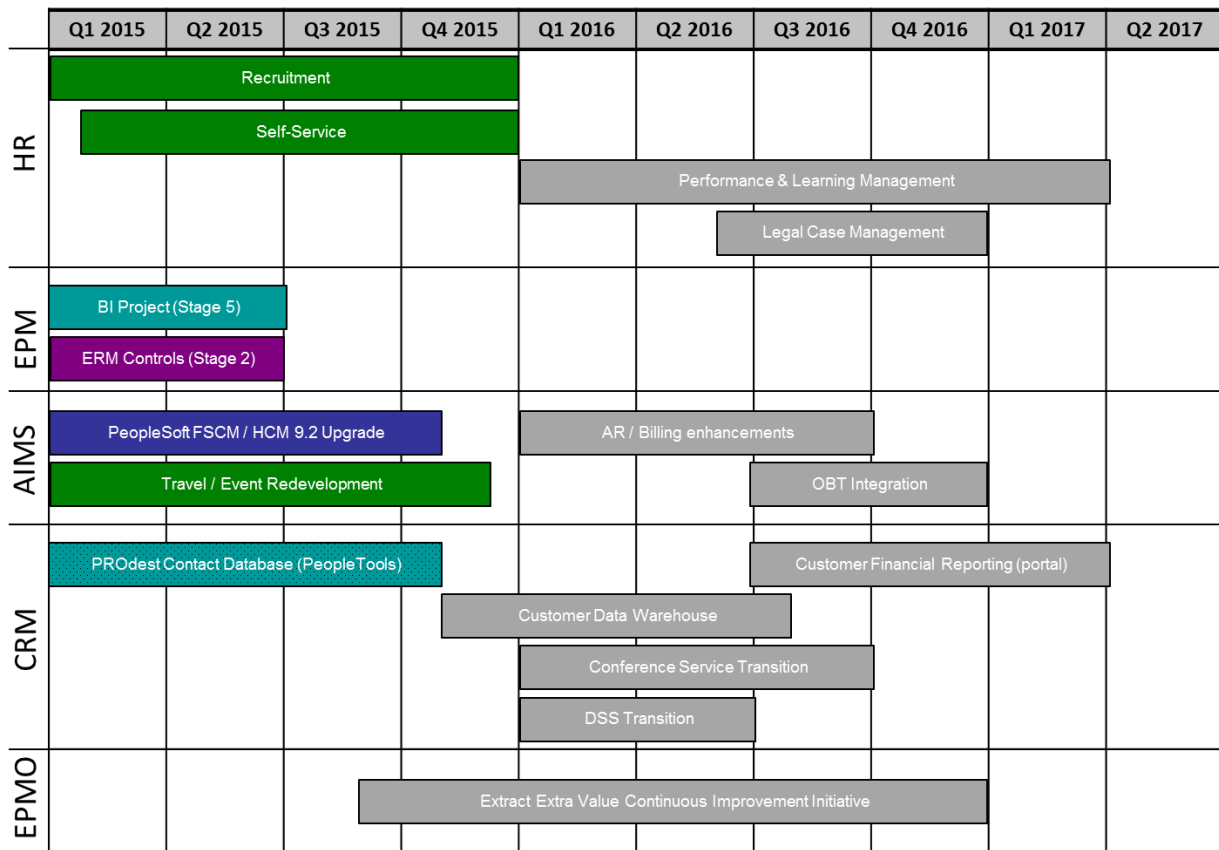 Q1 2015 Q2 2015 Q3 2015 Q4 2015 Q1 2016 Q2 2016 Q3 2016 Q4 2016 Q1 2017 Q2 2017
HR
Recruitment
Self-Service
Performance & Learning Management
Legal Case Management
EPM
BI Project (Stage 5)
ERM Controls (Stage 2)
AIMS
PeopleSoft FSCM / HCM 9.2 Upgrade
AR / Billing enhancements
Travel / Event Redevelopment
OBT Integration
CRM
PROdest Contact Database (PeopleTools)
Customer Financial Reporting (portal)
Customer Data Warehouse
Conference Service Transition
DSS Transition
EPMO
Extract Extra Value Continuous Improvement Initiative